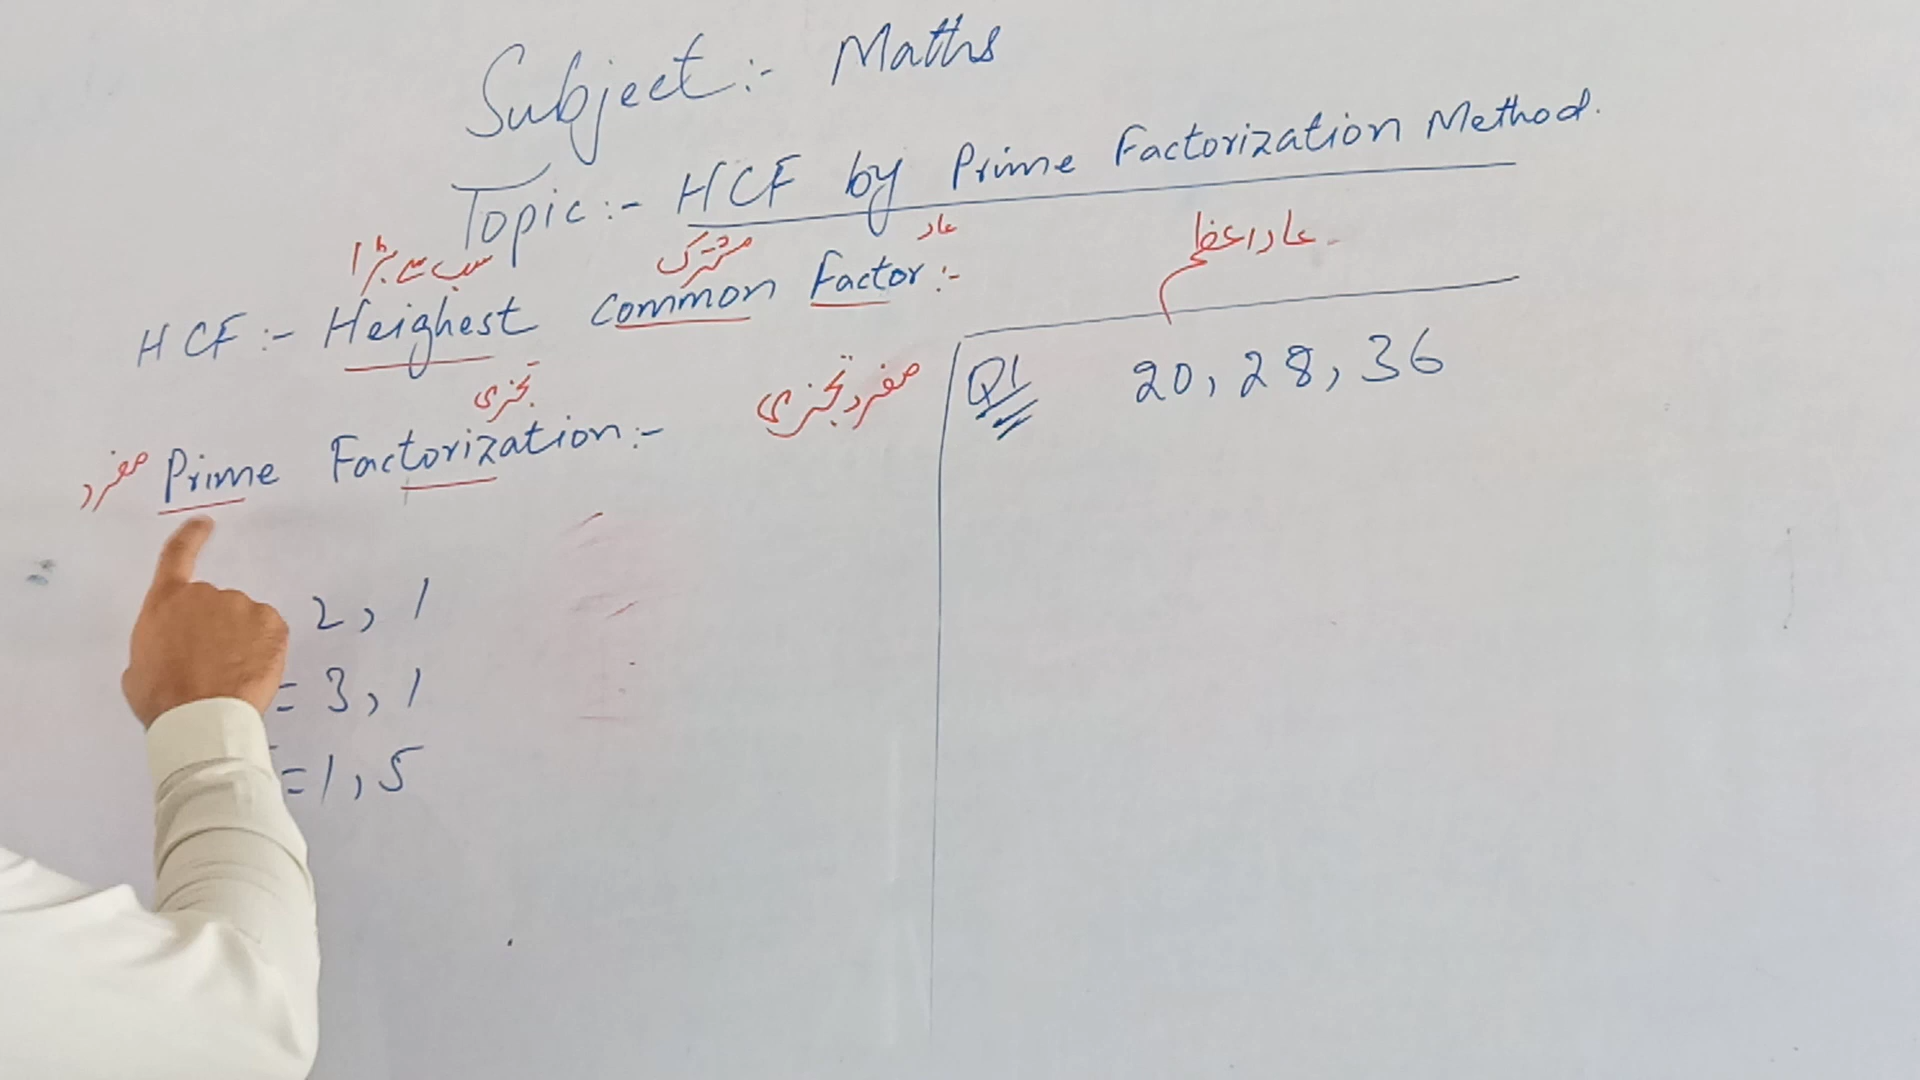 Subject:- Maths
Topic:- HCF by Prime Factorization Method.
سب سے بڑا مشترک عاد
عاد اعظم
HCF:- Heighest common Factor:-
تجزی
مفرد تجزی
مفرد Prime Factorization:-
Q1 20, 28, 36
2, 1
= 3, 1
=1, 5